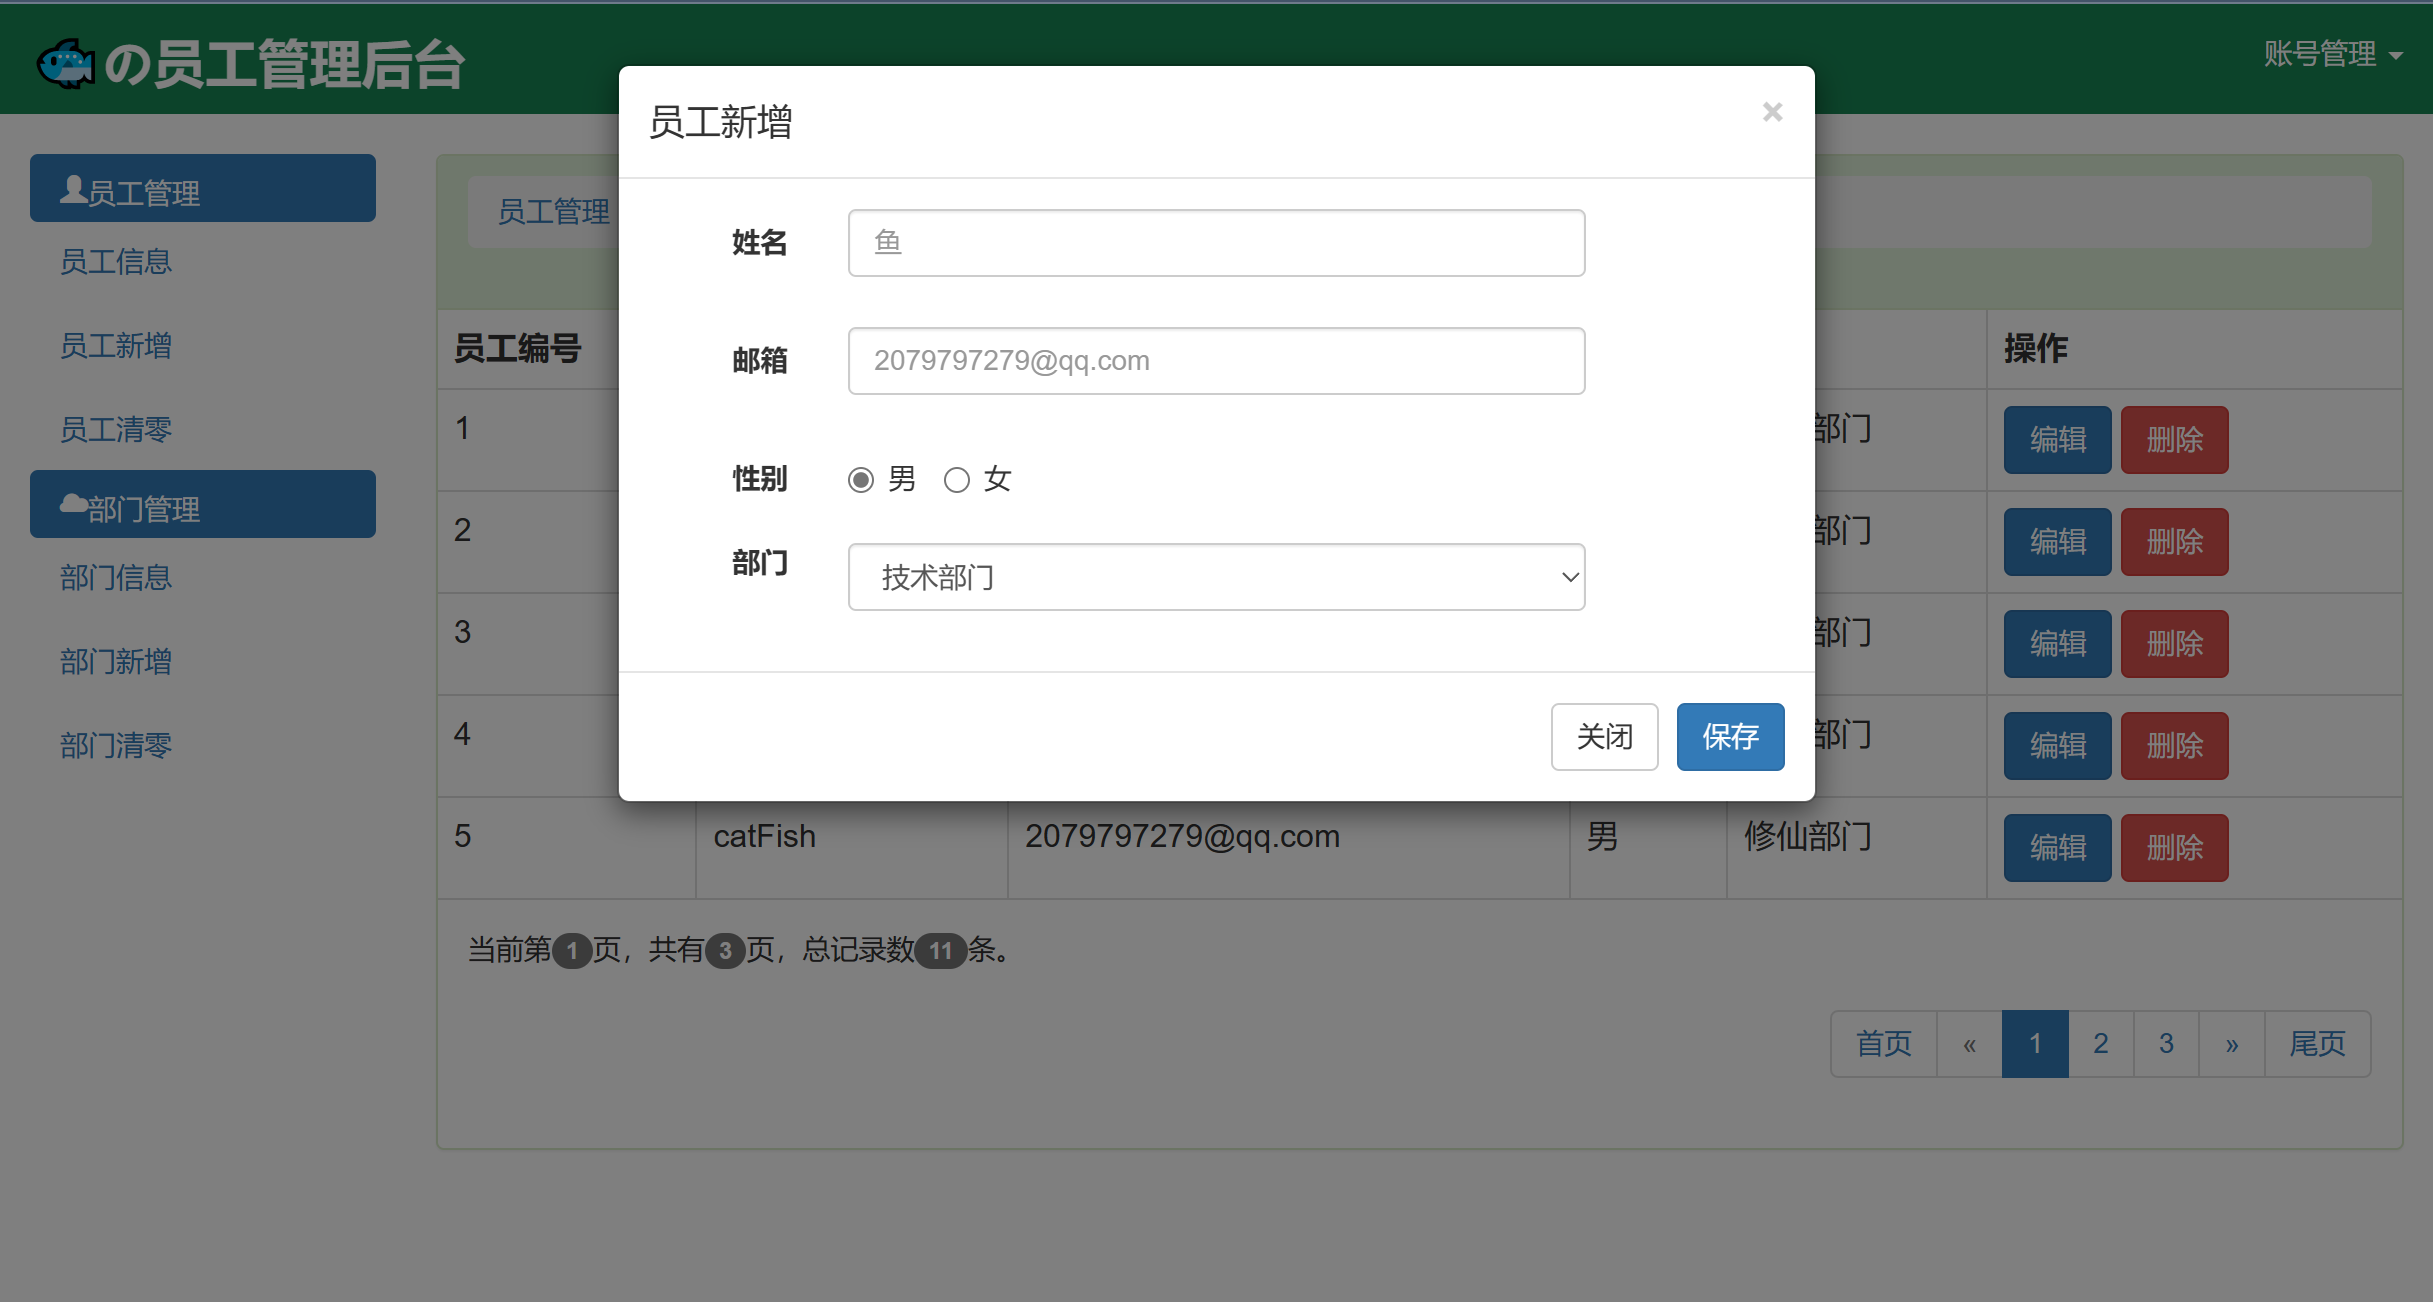 の员工管理后台
账号管理
员工管理
员工信息
员工新增
员工清零
部门管理
部门信息
部门新增
部门清零
员工管理
员工新增
×
姓名 鱼
邮箱 2079797279@qq.com
性别 男 女
部门 技术部门
关闭 保存
员工编号 操作
1 部门 编辑 删除
2 部门 编辑 删除
3 部门 编辑 删除
4 部门 编辑 删除
5 catFish 2079797279@qq.com 男 修仙部门 编辑 删除
当前第1页，共有3页，总记录数11条。
首页 « 1 2 3 » 尾页